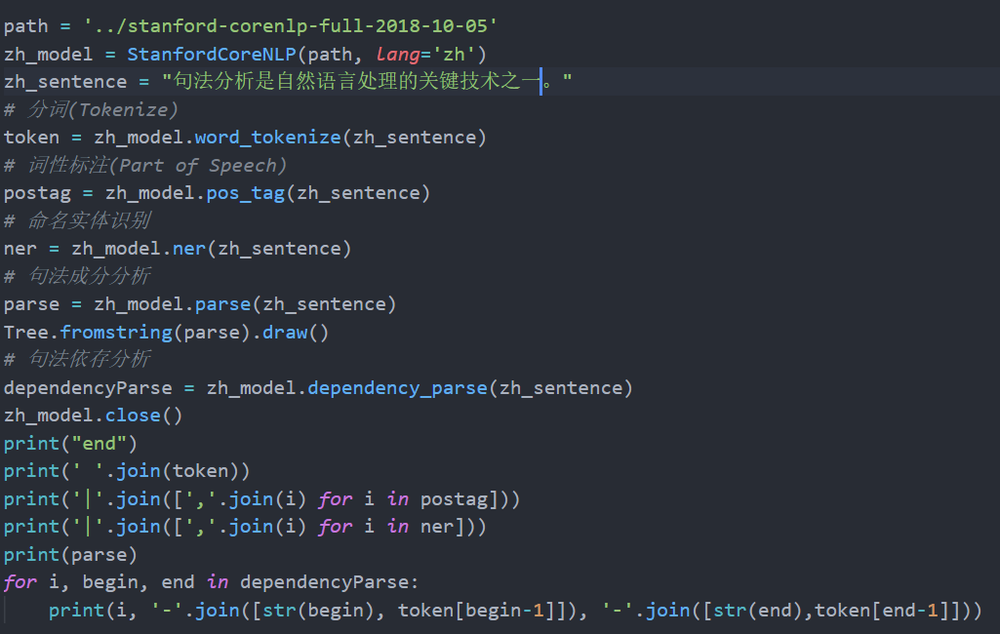 path = '../stanford-corenlp-full-2018-10-05'
zh_model = StanfordCoreNLP(path, lang='zh')
zh_sentence = "句法分析是自然语言处理的关键技术之一。"
# 分词(Tokenize)
token = zh_model.word_tokenize(zh_sentence)
# 词性标注(Part of Speech)
postag = zh_model.pos_tag(zh_sentence)
# 命名实体识别
ner = zh_model.ner(zh_sentence)
# 句法成分分析
parse = zh_model.parse(zh_sentence)
Tree.fromstring(parse).draw()
# 句法依存分析
dependencyParse = zh_model.dependency_parse(zh_sentence)
zh_model.close()
print("end")
print(' '.join(token))
print('|'.join([','.join(i) for i in postag]))
print('|'.join([','.join(i) for i in ner]))
print(parse)
for i, begin, end in dependencyParse:
    print(i, '-'.join([str(begin), token[begin-1]]), '-'.join([str(end),token[end-1]]))